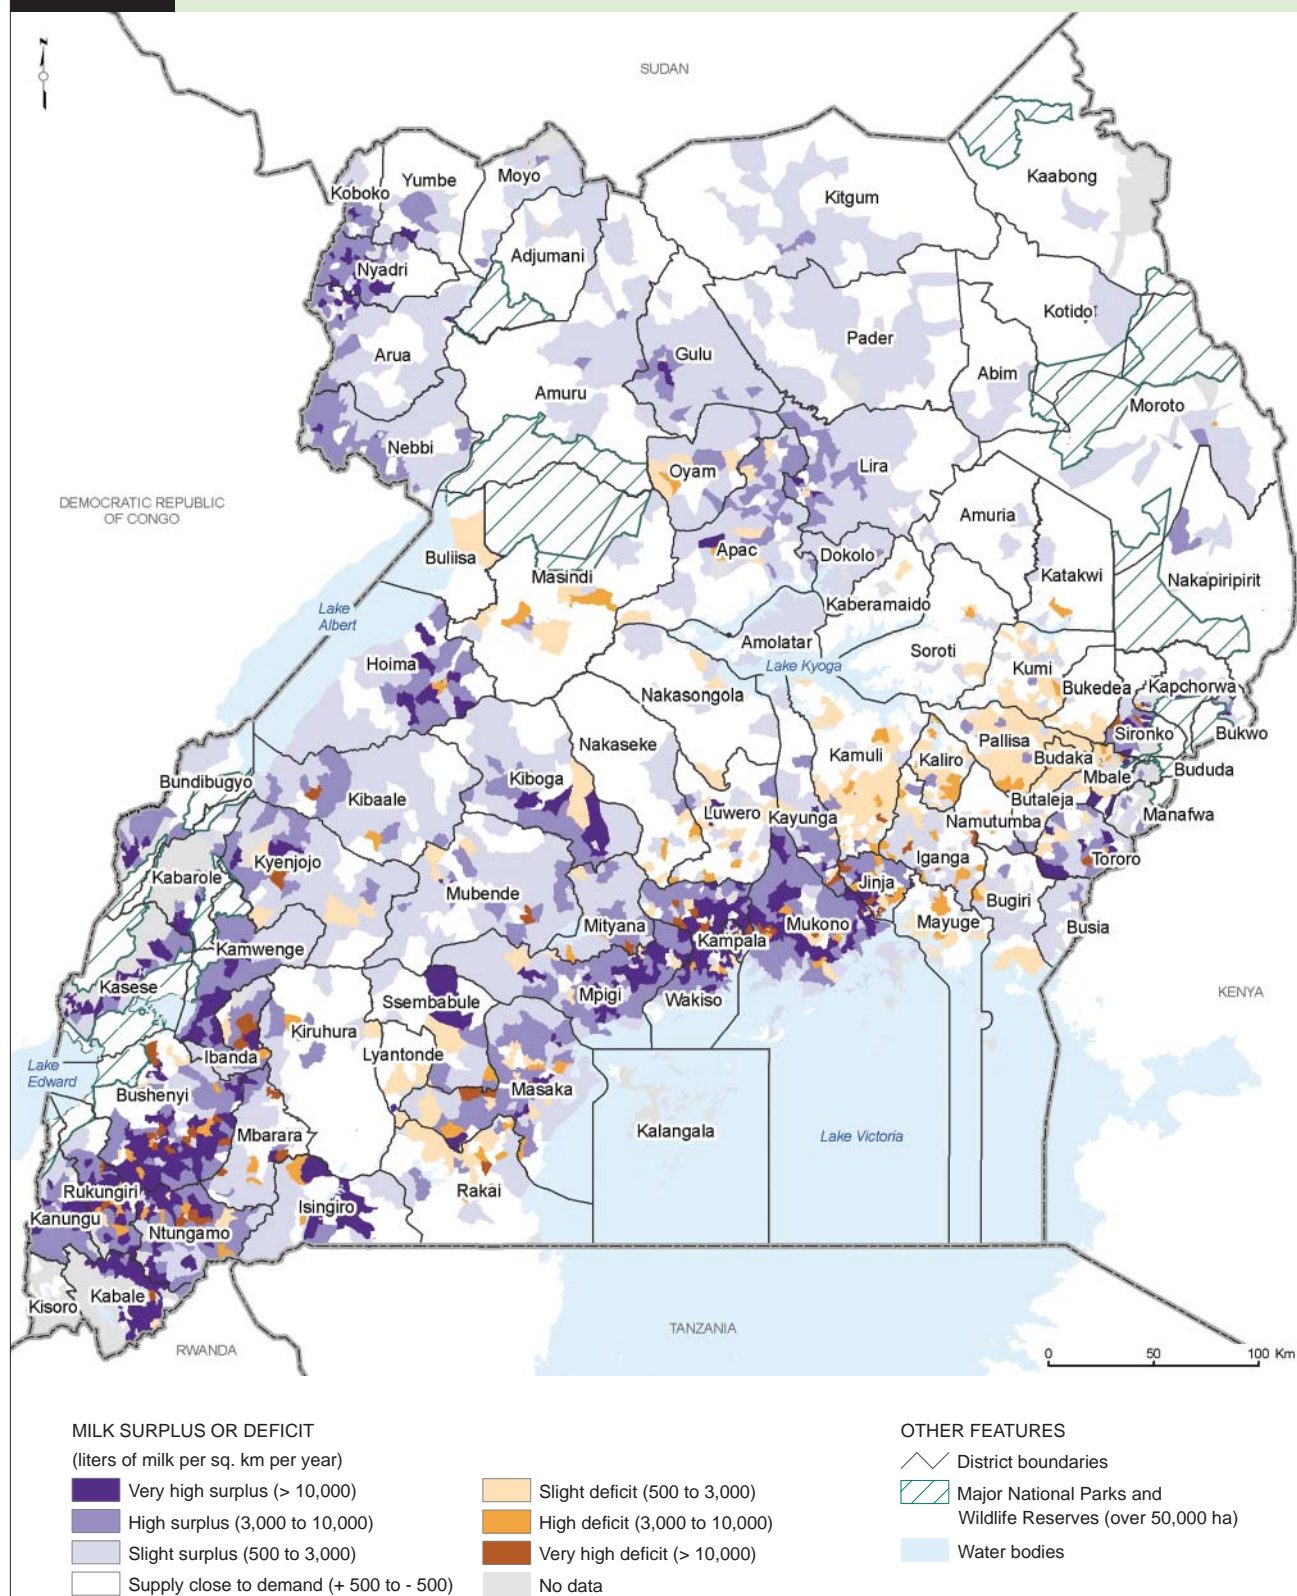 N
SUDAN
Kaabong
Koboko
Yumbe
Moyo
Kitgum
Adjumani
Nyadri
Kotido
Pader
Arua
Gulu
Abim
Amuru
Moroto
Nebbi
Oyam
Lira
DEMOCRATIC REPUBLIC
OF CONGO
Amuria
Buliisa
Apac
Dokolo
Masindi
Katakwi
Nakapiripirit
Kaberamaido
Lake
Albert
Amolatar
Soroti
Hoima
Lake Kyoga
Kumi
Nakasongola
Bukedea
Kapchorwa
Sironko
Bukwo
Nakaseke
Pallisa
Kamuli
Kaliro
Budaka
Bundibugyo
Kiboga
Mbale
Bududa
Kibaale
Butaleja
Luwero
Kayunga
Namutumba
Manafwa
Kyenjojo
Iganga
Tororo
Kabarole
Jinja
Mubende
Bugiri
Mityana
Mukono
Mayuge
Busia
Kampala
Kamwenge
Kasese
Mpigi
KENYA
Ssembabule
Wakiso
Kiruhura
Lyantonde
Ibanda
Lake
Edward
Bushenyi
Masaka
Mbarara
Kalangala
Lake Victoria
Rukungiri
Rakai
Isingiro
Kanungu
Ntungamo
Kabale
Kisoro
TANZANIA
RWANDA
0 50 100 Km
MILK SURPLUS OR DEFICIT
(liters of milk per sq. km per year)
Very high surplus (> 10,000)
High surplus (3,000 to 10,000)
Slight surplus (500 to 3,000)
Supply close to demand (+ 500 to - 500)
Slight deficit (500 to 3,000)
High deficit (3,000 to 10,000)
Very high deficit (> 10,000)
No data
OTHER FEATURES
District boundaries
Major National Parks and
Wildlife Reserves (over 50,000 ha)
Water bodies